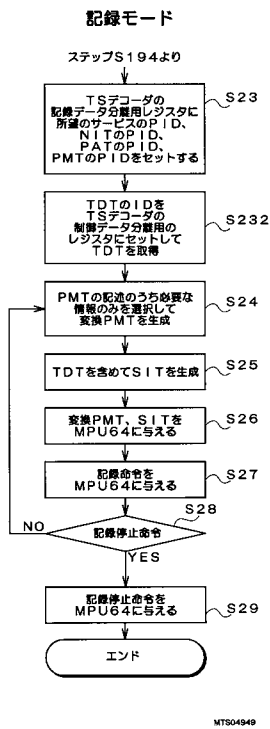 記録モード
ステップS194より
TSデコーダの
記録データ分離用レジスタに
所望のサービスのPID、
NITのPID、
PATのPID、
PMTのPIDをセットする
S23
TDTのIDを
TSデコーダの
制御データ分離用の
レジスタにセットして
TDTを取得
S232
PMTの記述のうち必要な
情報のみを選択して
変換PMTを生成
S24
TDTを含めてSITを生成
S25
変換PMT、SITを
MPU64に与える
S26
記録命令を
MPU64に与える
S27
記録停止命令
S28
NO
YES
記録停止命令を
MPU64に与える
S29
エンド
MTS04949